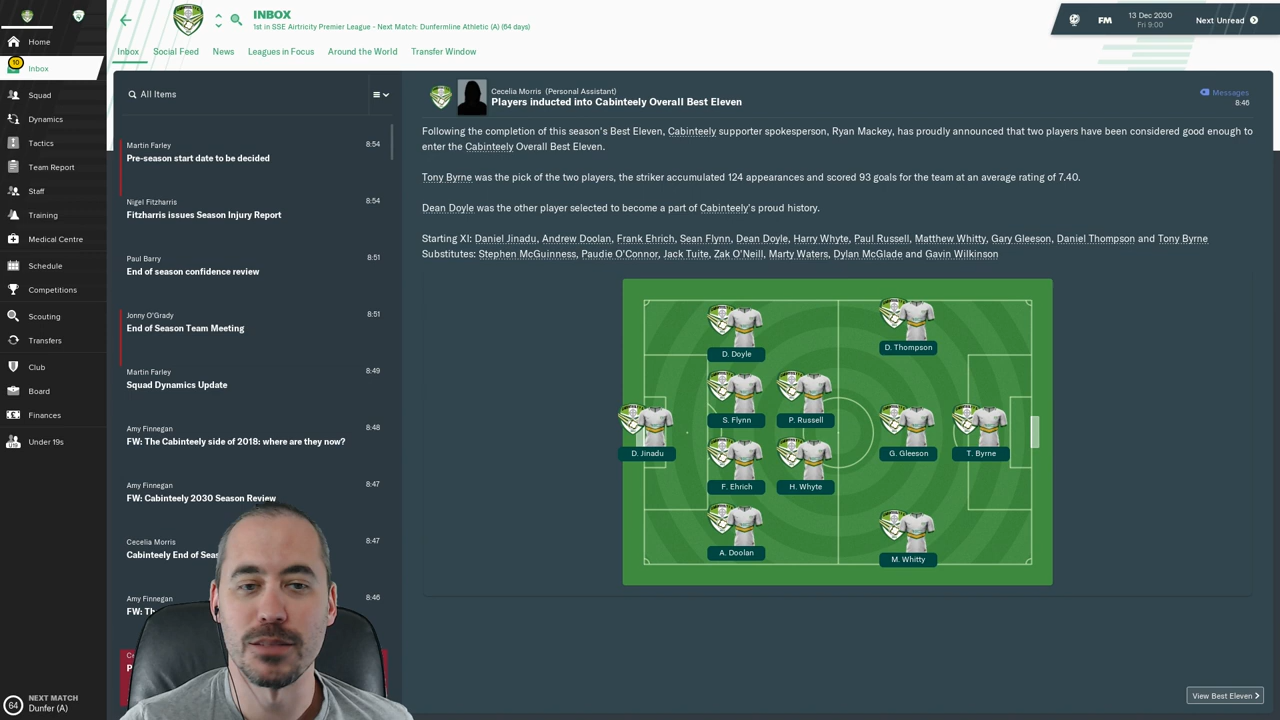 INBOX
1st in SSE Airtricity Premier League - Next Match: Dunfermline Athletic (A) (64 days)
FM
13 Dec 2030
Fri 9:00
Next Unread
Inbox
Social Feed
News
Leagues in Focus
Around the World
Transfer Window
Home
10
Inbox
Squad
Dynamics
Tactics
Team Report
Staff
Training
Medical Centre
Schedule
Competitions
Scouting
Transfers
Club
Board
Finances
Under 19s
64
NEXT MATCH
Dunfer (A)
All Items
Martin Farley 8:54
Pre-season start date to be decided
Nigel Fitzharris 8:54
Fitzharris issues Season Injury Report
Paul Barry 8:51
End of season confidence review
Jonny O'Grady 8:51
End of Season Team Meeting
Martin Farley 8:49
Squad Dynamics Update
Amy Finnegan 8:48
FW: The Cabinteely side of 2018: where are they now?
Amy Finnegan 8:47
FW: Cabinteely 2030 Season Review
Cecelia Morris 8:47
Cabinteely End of Seas
Amy Finnegan 8:46
FW: Th
Cecelia Morris (Personal Assistant)
Players inducted into Cabinteely Overall Best Eleven
Messages
8:46
Following the completion of this season's Best Eleven, Cabinteely supporter spokesperson, Ryan Mackey, has proudly announced that two players have been considered good enough to
enter the Cabinteely Overall Best Eleven.
Tony Byrne was the pick of the two players, the striker accumulated 124 appearances and scored 93 goals for the team at an average rating of 7.40.
Dean Doyle was the other player selected to become a part of Cabinteely's proud history.
Starting XI: Daniel Jinadu, Andrew Doolan, Frank Ehrich, Sean Flynn, Dean Doyle, Harry Whyte, Paul Russell, Matthew Whitty, Gary Gleeson, Daniel Thompson and Tony Byrne
Substitutes: Stephen McGuinness, Paudie O'Connor, Jack Tuite, Zak O'Neill, Marty Waters, Dylan McGlade and Gavin Wilkinson
D. Doyle
D. Thompson
S. Flynn
P. Russell
D. Jinadu
G. Gleeson
T. Byrne
F. Ehrich
H. Whyte
A. Doolan
M. Whitty
View Best Eleven